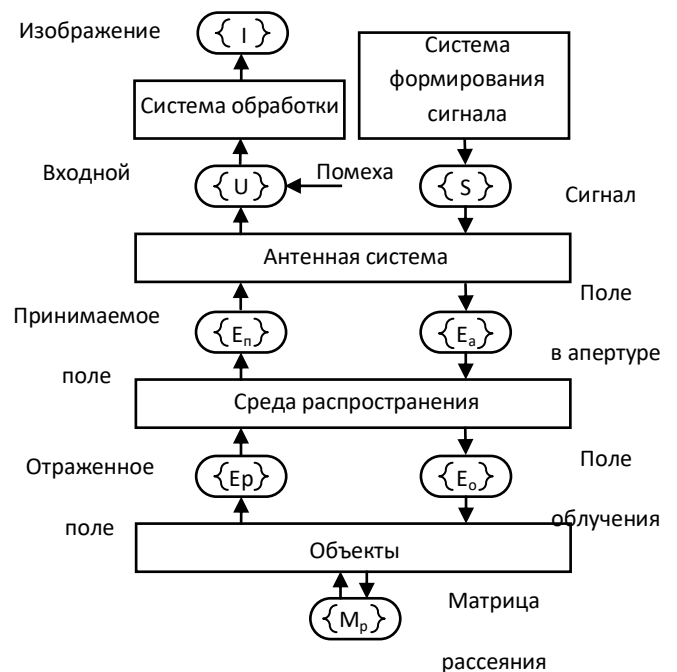 Изображение
{ I }
Система
формирования
сигнала
Система обработки
Входной
{ U }
Помеха
{ S }
Сигнал
Антенная система
Поле
в апертуре
Принимаемое
поле
{ Eп }
{ Eа }
Среда распространения
Отраженное
поле
{ Ер }
{ Eо }
Поле
облучения
Объекты
{ Mр }
Матрица
рассеяния